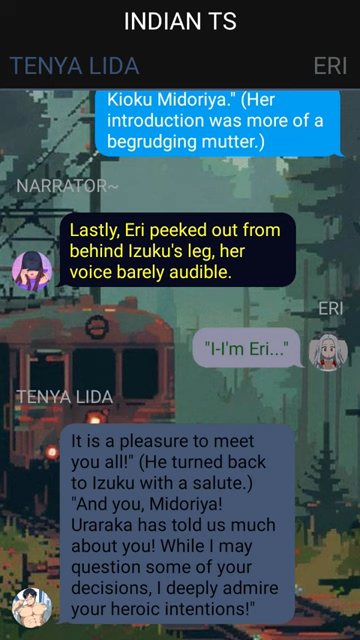 INDIAN TS
TENYA LIDA
ERI
Kioku Midoriya." (Her
introduction was more of a
begrudging mutter.)
NARRATOR~
Lastly, Eri peeked out from
behind Izuku's leg, her
voice barely audible.
ERI
"I-I'm Eri..."
TENYA LIDA
It is a pleasure to meet
you all!" (He turned back
to Izuku with a salute.)
"And you, Midoriya!
Uraraka has told us much
about you! While I may
question some of your
decisions, I deeply admire
your heroic intentions!"